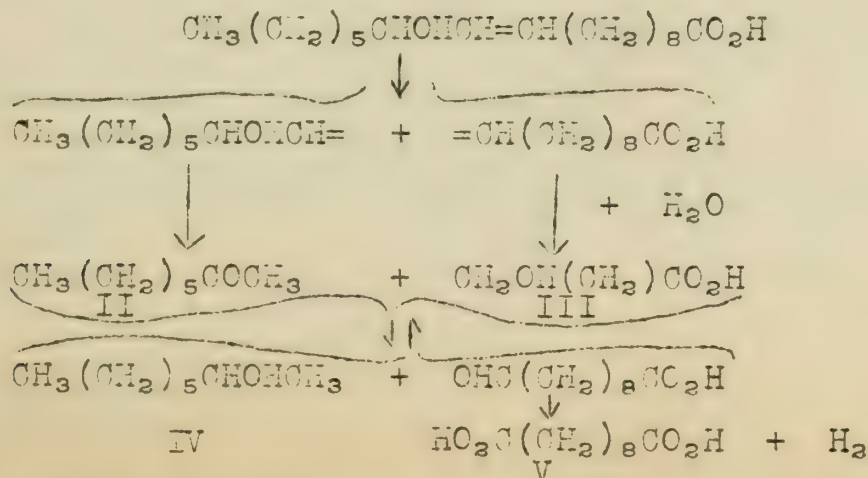 CH₃(CH₂)₅CHOHCH=CH(CH₂)₈CO₂H
CH₃(CH₂)₅CHOHCH= + =CH(CH₂)₈CO₂H
+ H₂O
CH₃(CH₂)₅COCH₃ + CH₂OH(CH₂)CO₂H
II III
CH₃(CH₂)₅CHOHCH₃ + OHC(CH₂)₈CO₂H
IV HO₂C(CH₂)₈CO₂H + H₂
V